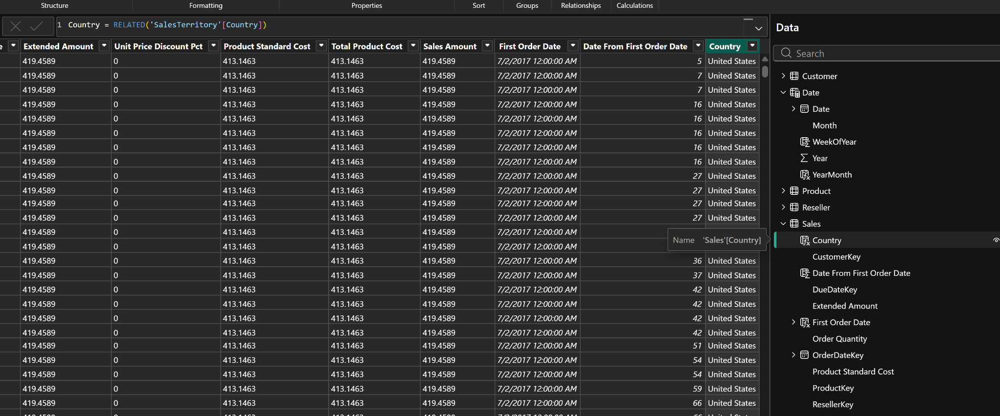 Structure Formatting Properties Sort Groups Relationships Calculations
1 Country = RELATED('SalesTerritory'[Country])
e Extended Amount Unit Price Discount Pct Product Standard Cost Total Product Cost Sales Amount First Order Date Date From First Order Date Country
419.4589 0 413.1463 413.1463 419.4589 7/2/2017 12:00:00 AM 5 United States
419.4589 0 413.1463 413.1463 419.4589 7/2/2017 12:00:00 AM 7 United States
419.4589 0 413.1463 413.1463 419.4589 7/2/2017 12:00:00 AM 7 United States
419.4589 0 413.1463 413.1463 419.4589 7/2/2017 12:00:00 AM 16 United States
419.4589 0 413.1463 413.1463 419.4589 7/2/2017 12:00:00 AM 16 United States
419.4589 0 413.1463 413.1463 419.4589 7/2/2017 12:00:00 AM 16 United States
419.4589 0 413.1463 413.1463 419.4589 7/2/2017 12:00:00 AM 16 United States
419.4589 0 413.1463 413.1463 419.4589 7/2/2017 12:00:00 AM 16 United States
419.4589 0 413.1463 413.1463 419.4589 7/2/2017 12:00:00 AM 27 United States
419.4589 0 413.1463 413.1463 419.4589 7/2/2017 12:00:00 AM 27 United States
419.4589 0 413.1463 413.1463 419.4589 7/2/2017 12:00:00 AM 27 United States
419.4589 0 413.1463 413.1463 419.4589 7/2/2017 12:00:00 AM 27 United States
419.4589 0 413.1463 413.1463 419.4589 7/2/2017 12:00:00 AM
419.4589 0 413.1463 413.1463 419.4589 7/2/2017 12:00:00 AM
419.4589 0 413.1463 413.1463 419.4589 7/2/2017 12:00:00 AM 36 United States
419.4589 0 413.1463 413.1463 419.4589 7/2/2017 12:00:00 AM 37 United States
419.4589 0 413.1463 413.1463 419.4589 7/2/2017 12:00:00 AM 42 United States
419.4589 0 413.1463 413.1463 419.4589 7/2/2017 12:00:00 AM 42 United States
419.4589 0 413.1463 413.1463 419.4589 7/2/2017 12:00:00 AM 42 United States
419.4589 0 413.1463 413.1463 419.4589 7/2/2017 12:00:00 AM 42 United States
419.4589 0 413.1463 413.1463 419.4589 7/2/2017 12:00:00 AM 51 United States
419.4589 0 413.1463 413.1463 419.4589 7/2/2017 12:00:00 AM 54 United States
419.4589 0 413.1463 413.1463 419.4589 7/2/2017 12:00:00 AM 54 United States
419.4589 0 413.1463 413.1463 419.4589 7/2/2017 12:00:00 AM 59 United States
419.4589 0 413.1463 413.1463 419.4589 7/2/2017 12:00:00 AM 66 United States
Name 'Sales'[Country]
Data
Search
Customer
Date
Date
Month
WeekOfYear
Year
YearMonth
Product
Reseller
Sales
Country
CustomerKey
Date From First Order Date
DueDateKey
Extended Amount
First Order Date
Order Quantity
OrderDateKey
Product Standard Cost
ProductKey
ResellerKey